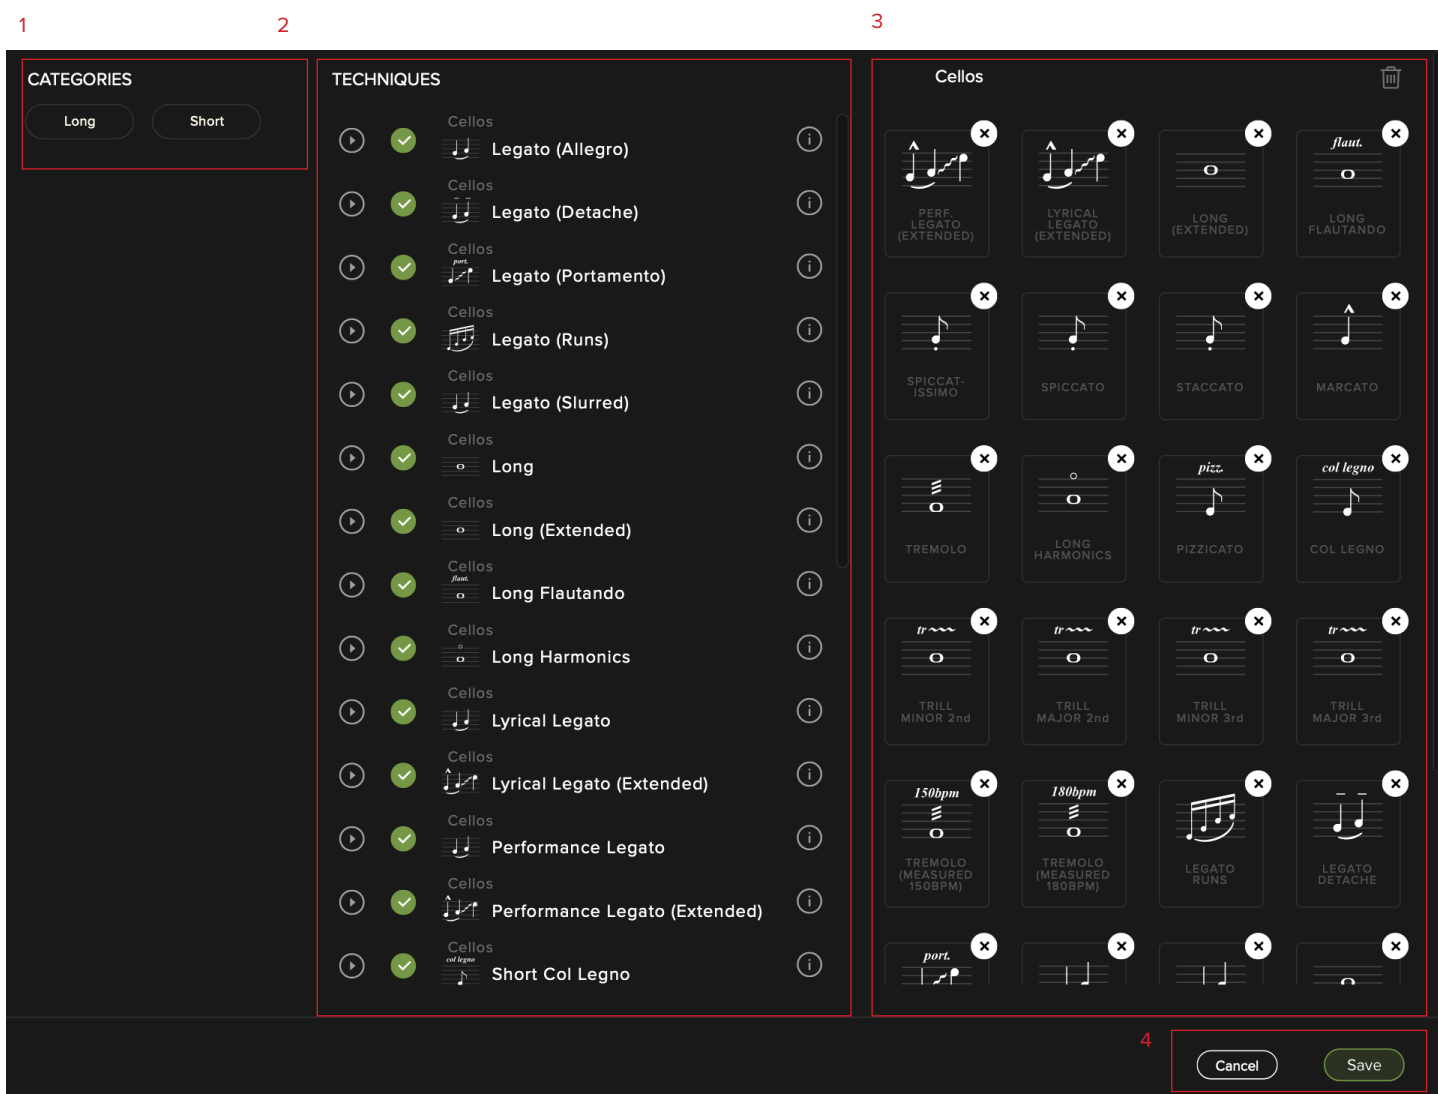 1
2
3
CATEGORIES
Long
Short
TECHNIQUES
Cellos
Legato (Allegro)
Cellos
Legato (Detache)
Cellos
port.
Legato (Portamento)
Cellos
Legato (Runs)
Cellos
Legato (Slurred)
Cellos
Long
Cellos
Long (Extended)
Cellos
flaut.
Long Flautando
Cellos
Long Harmonics
Cellos
Lyrical Legato
Cellos
Lyrical Legato (Extended)
Cellos
Performance Legato
Cellos
Performance Legato (Extended)
Cellos
col legno
Short Col Legno
Cellos
PERF.
LEGATO
(EXTENDED)
LYRICAL
LEGATO
(EXTENDED)
LONG
(EXTENDED)
flaut.
LONG
FLAUTANDO
SPICCAT-
ISSIMO
SPICCATO
STACCATO
MARCATO
TREMOLO
LONG
HARMONICS
pizz.
PIZZICATO
col legno
COL LEGNO
tr
TRILL
MINOR 2nd
tr
TRILL
MAJOR 2nd
tr
TRILL
MINOR 3rd
tr
TRILL
MAJOR 3rd
150bpm
TREMOLO
(MEASURED
150BPM)
180bpm
TREMOLO
(MEASURED
180BPM)
LEGATO
RUNS
LEGATO
DETACHE
port.
4
Cancel
Save